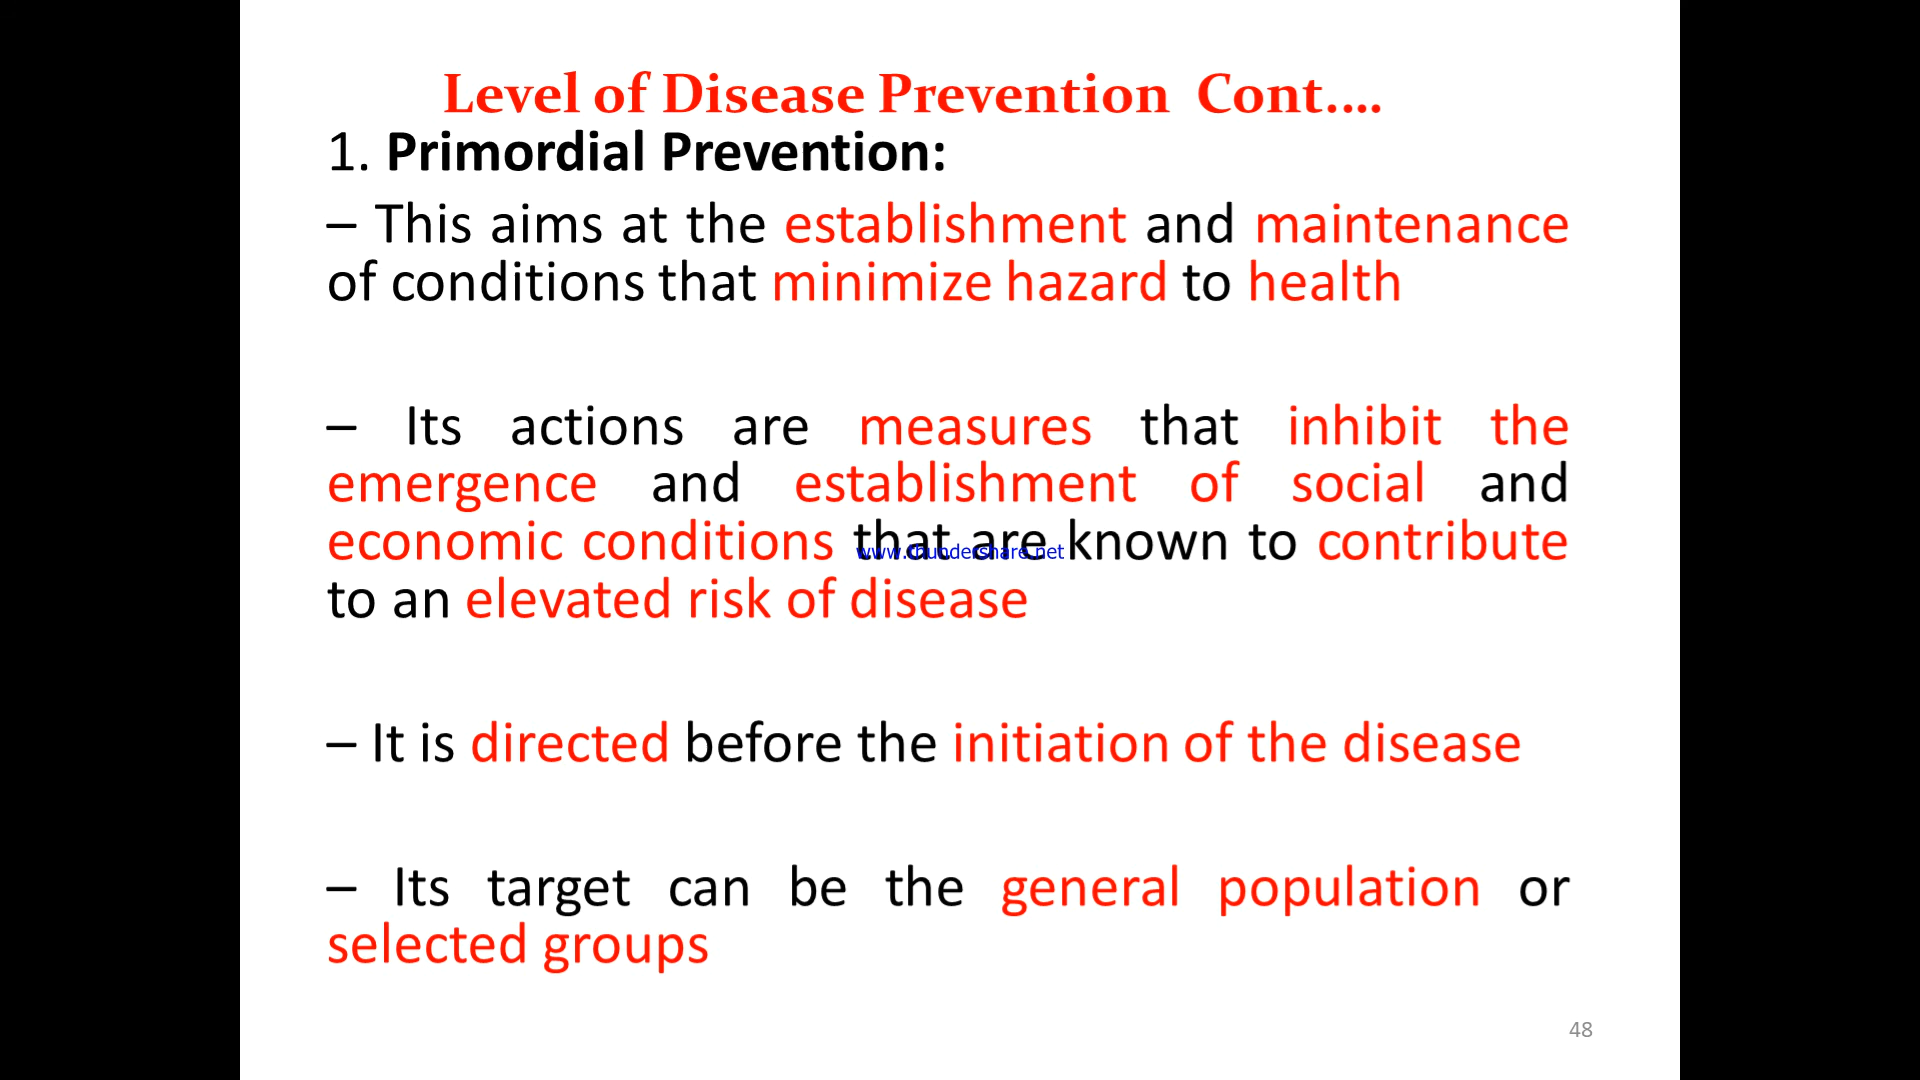 Level of Disease Prevention Cont....
1. Primordial Prevention:
– This aims at the establishment and maintenance
of conditions that minimize hazard to health
– Its actions are measures that inhibit the
emergence and establishment of social and
economic conditions that are known to contribute
www.thundershare.net
to an elevated risk of disease
– It is directed before the initiation of the disease
– Its target can be the general population or
selected groups
48